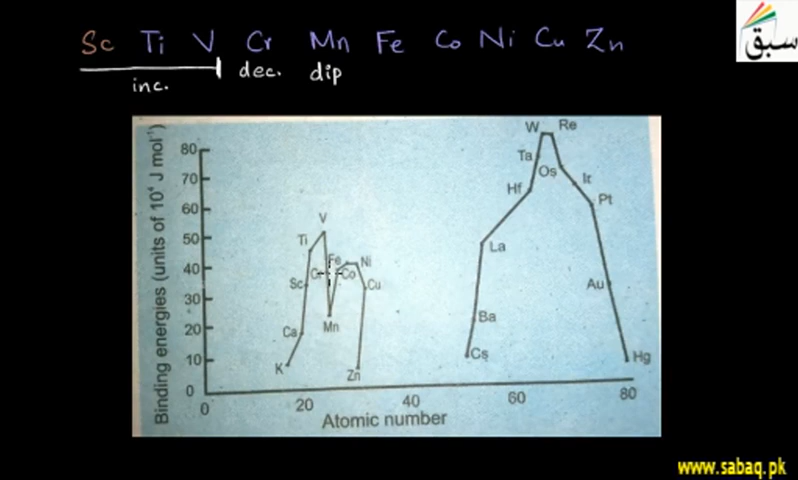 Sc Ti V Cr Mn Fe Co Ni Cu Zn
inc. dec. dip
سبق
Binding energies (units of 10⁴ J mol⁻¹)
80
70
60
50
40
30
20
10
0
0 20 40 60 80
Atomic number
K
Ca
Sc
Ti
V
Cr
Mn
Fe
Co
Ni
Cu
Zn
Cs
Ba
La
Hf
Ta
W
Re
Os
Ir
Pt
Au
Hg
www.sabaq.pk